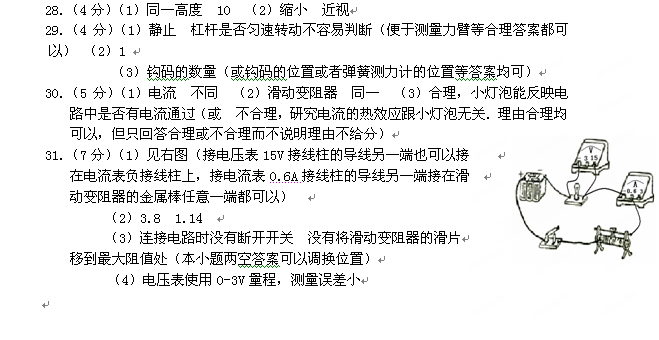 28.(4分)(1)同一高度 10 (2)缩小 近视
29.(4分)(1)静止 杠杆是否匀速转动不容易判断(便于测量力臂等合理答案都可
以) (2)1
(3)钩码的数量(或钩码的位置或者弹簧测力计的位置等答案均可)
30.(5分)(1)电流 不同 (2)滑动变阻器 同一 (3)合理,小灯泡能反映电
路中是否有电流通过(或 不合理,研究电流的热效应跟小灯泡无关.理由合理均
可以,但只回答合理或不合理而不说明理由不给分)
31.(7分)(1)见右图(接电压表15V接线柱的导线另一端也可以接
在电流表负接线柱上,接电流表0.6A接线柱的导线另一端接在滑
动变阻器的金属棒任意一端都可以)
(2)3.8 1.14
(3)连接电路时没有断开开关 没有将滑动变阻器的滑片
移到最大阻值处(本小题两空答案可以调换位置)
(4)电压表使用0-3V量程,测量误差小
V
A